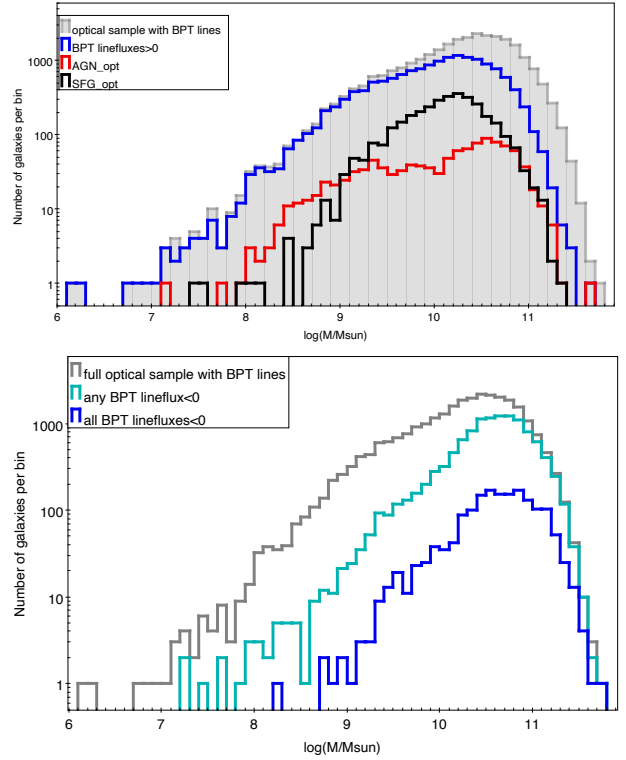 optical sample with BPT lines
BPT linefluxes>0
AGN_opt
SFG_opt
Number of galaxies per bin
1000
100
10
1
6 7 8 9 10 11
log(M/Msun)
full optical sample with BPT lines
any BPT lineflux<0
all BPT linefluxes<0
Number of galaxies per bin
1000
100
10
1
6 7 8 9 10 11
log(M/Msun)